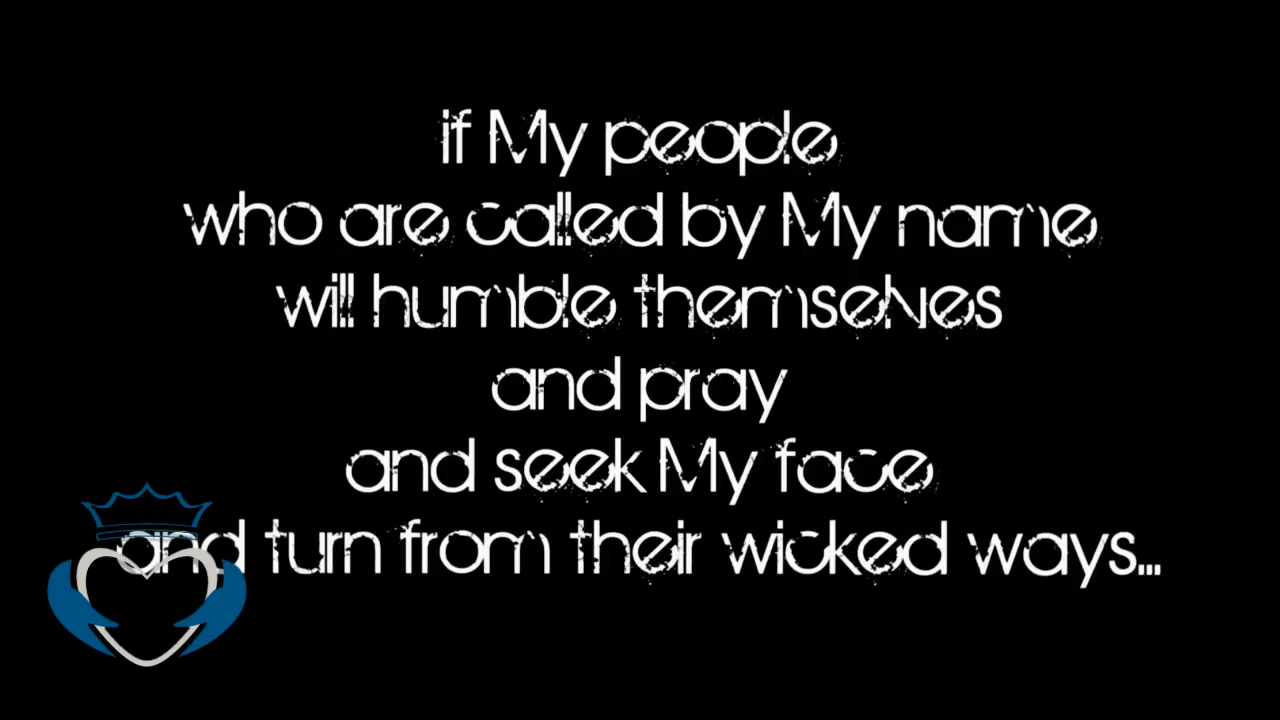 if My people
who are called by My name
will humble themselves
and pray
and seek My face
and turn from their wicked ways...